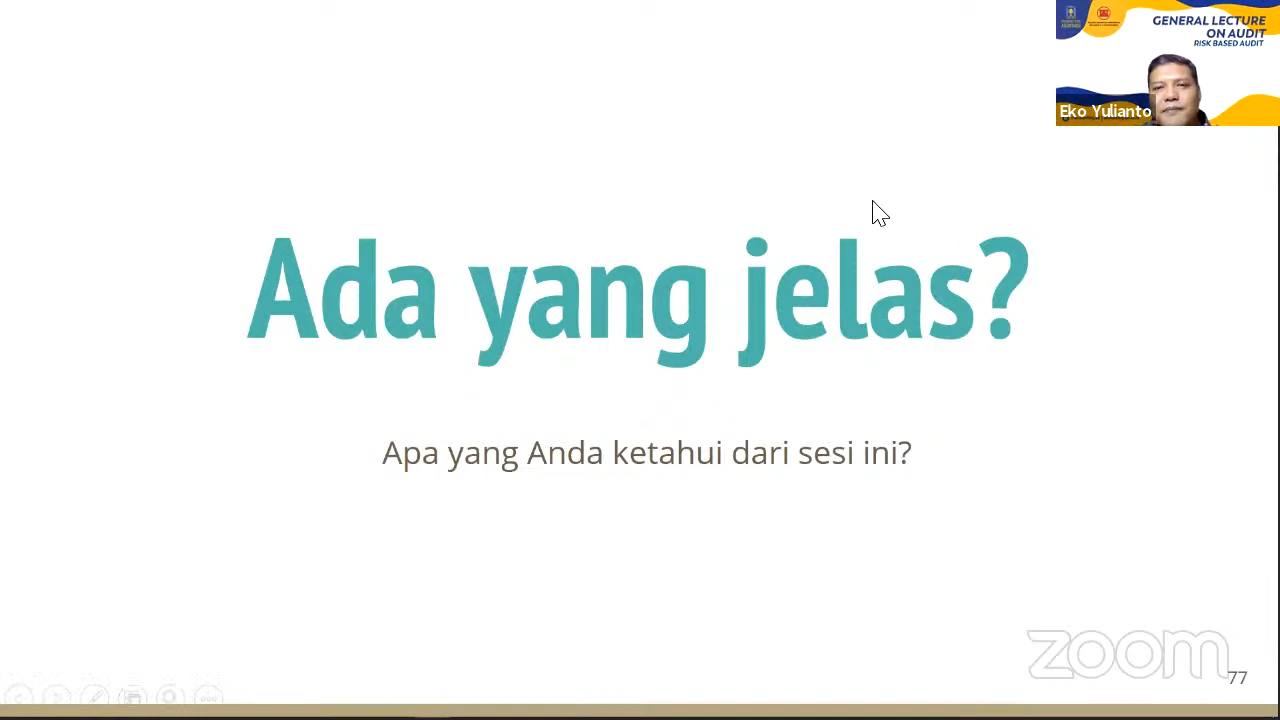 GENERAL LECTURE
ON AUDIT
RISK BASED AUDIT
Eko Yulianto
Ada yang jelas?
Apa yang Anda ketahui dari sesi ini?
zoom
77